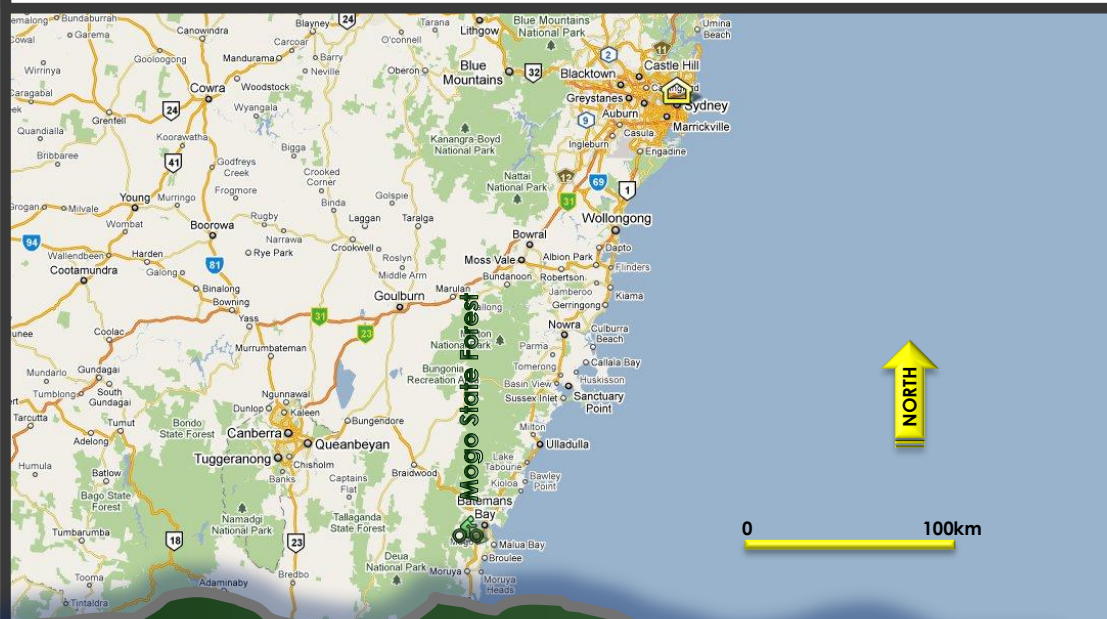 Bundaburrah
Garema
Canowindra
Blayney
24
Tarana
Lithgow
Blue Mountains
National Park
Umina
Beach
Cowal
Carcoar
O'connell
11
Gooloogong
Mandurama
Barry
2
Castle Hill
Wirrinya
Neville
Oberon
Blue
Mountains
32
Blacktown
Caragabal
Cowra
Woodstock
Greystanes
Sydney
24
Wyangala
Auburn
Grenfell
9
Marrickville
Quandialla
Koorawatha
Casula
Kanangra-Boyd
National Park
Ingleburn
Engadine
Bribbaree
41
Bigga
Godfreys
Creek
Crooked
Corner
Nattai
National Park
12
69
1
Frogmore
Binda
Golspie
31
Young
Murringo
Milvale
Rugby
Laggan
Taralga
Wollongong
Wombat
Boorowa
Narrawa
Bowral
94
Crookwell
Dapto
Wallendbeen
Harden
Rye Park
Roslyn
Moss Vale
Albion Park
Cootamundra
Galong
81
Middle Arm
Flinders
Bundanoon
Robertson
Binalong
Marulan
Jamberoo
Kiama
Bowning
Goulburn
Gerringong
Yass
31
Coolac
23
Nowra
Culburra
Beach
Murrumbateman
Parma
Mundarlo
Gundagai
Bungonia
Tomerong
Callala Bay
Tumblong
South
Gundagai
Ngunnawal
Basin View
Huskisson
Dunlop
Kaleen
Sussex Inlet
Sanctuary
Point
Tarcutta
Tumut
Bondo
State Forest
Bungendore
Adelong
Canberra
Queanbeyan
Milton
Ulladulla
Tuggeranong
Chisholm
Humula
Batlow
Banks
Captains
Flat
Braidwood
Lake
Tabourie
Bago State
Forest
Kioloa
Bawley
Point
Mogo State Forest
Batemans
Bay
Namadgi
National Park
Tallaganda
State Forest
Tumbarumba
18
23
Malua Bay
Deua
National Park
Broulee
Tooma
Bredbo
Moruya
Moruya
Heads
Adaminaby
Tintaldra
NORTH
0 100km